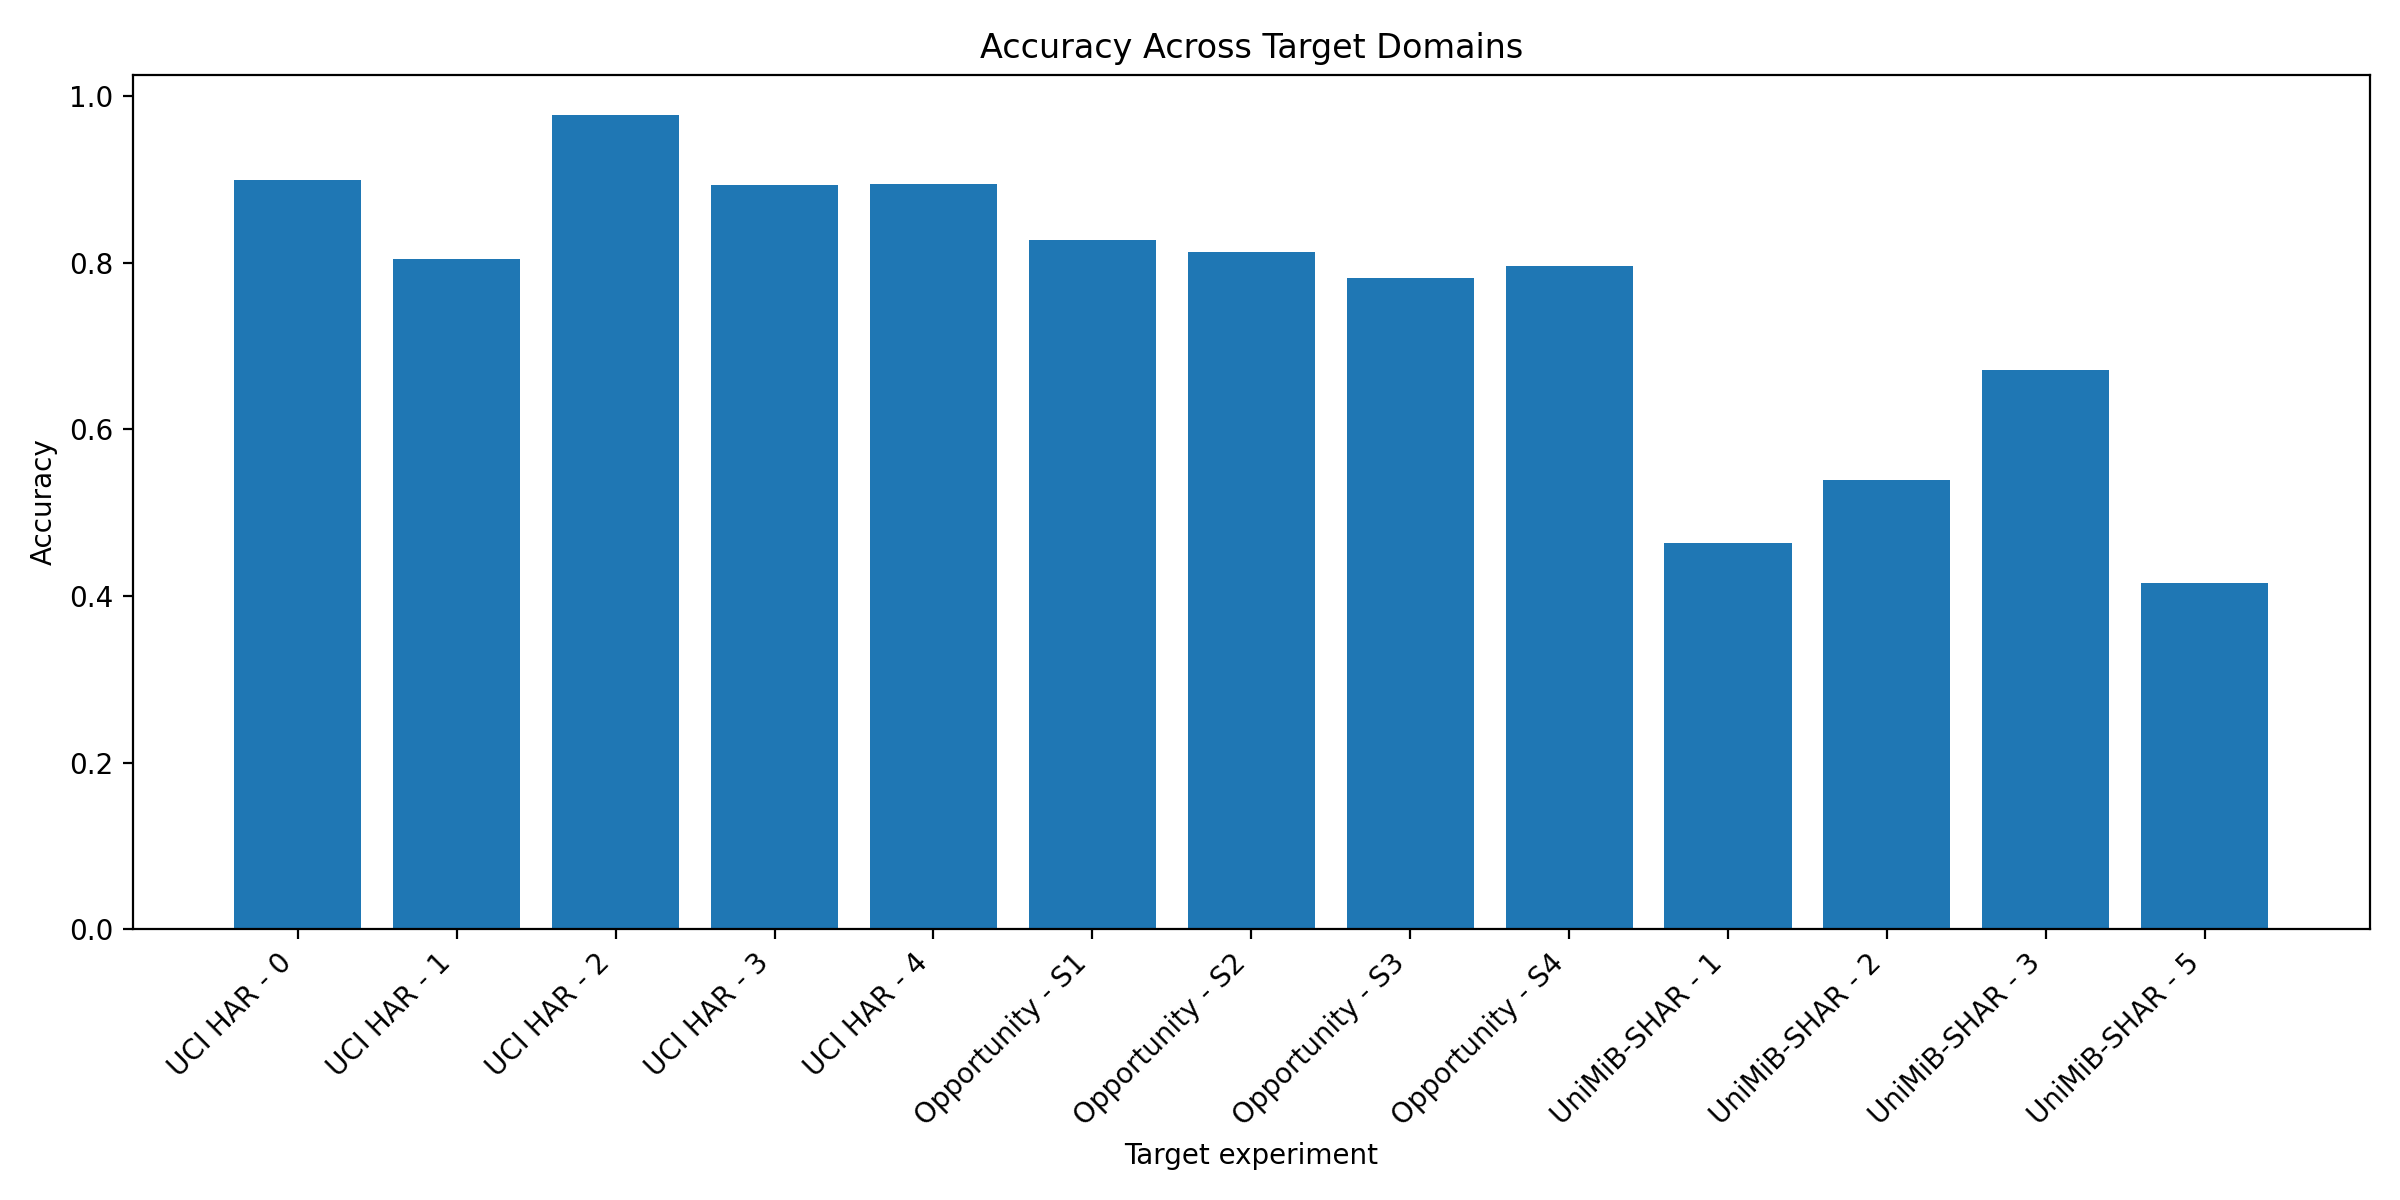 Accuracy Across Target Domains
Accuracy
1.0
0.8
0.6
0.4
0.2
0.0
UCI HAR - 0
UCI HAR - 1
UCI HAR - 2
UCI HAR - 3
UCI HAR - 4
Opportunity - S1
Opportunity - S2
Opportunity - S3
Opportunity - S4
UniMiB-SHAR - 1
UniMiB-SHAR - 2
UniMiB-SHAR - 3
UniMiB-SHAR - 5
Target experiment